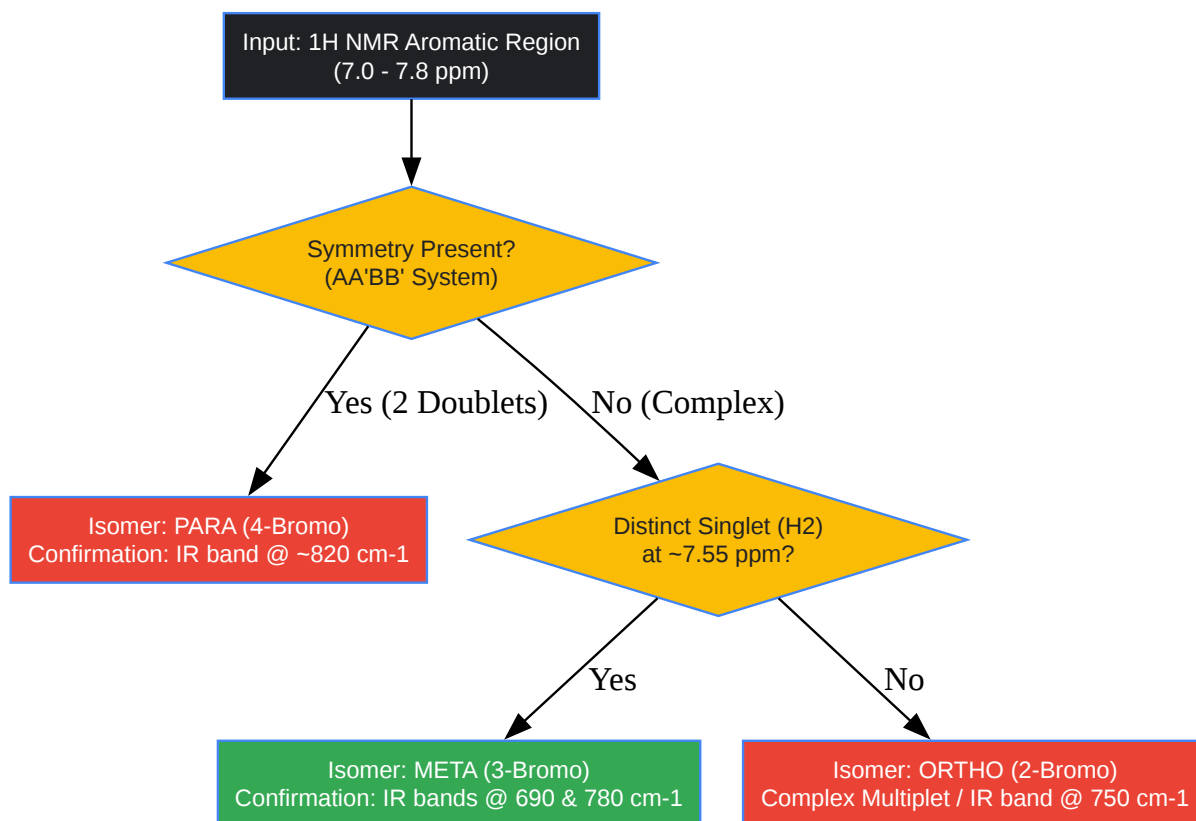 Input: 1H NMR Aromatic Region
(7.0 - 7.8 ppm)
Symmetry Present?
(AA'BB' System)
Yes (2 Doublets)
No (Complex)
Isomer: PARA (4-Bromo)
Confirmation: IR band @ ~820 cm-1
Distinct Singlet (H2)
at ~7.55 ppm?
Yes
No
Isomer: META (3-Bromo)
Confirmation: IR bands @ 690 & 780 cm-1
Isomer: ORTHO (2-Bromo)
Complex Multiplet / IR band @ 750 cm-1